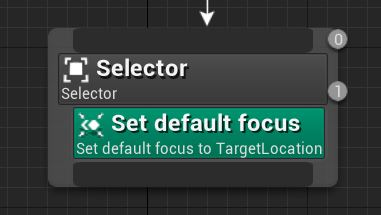 0
Selector
Selector
1
Set default focus
Set default focus to TargetLocation